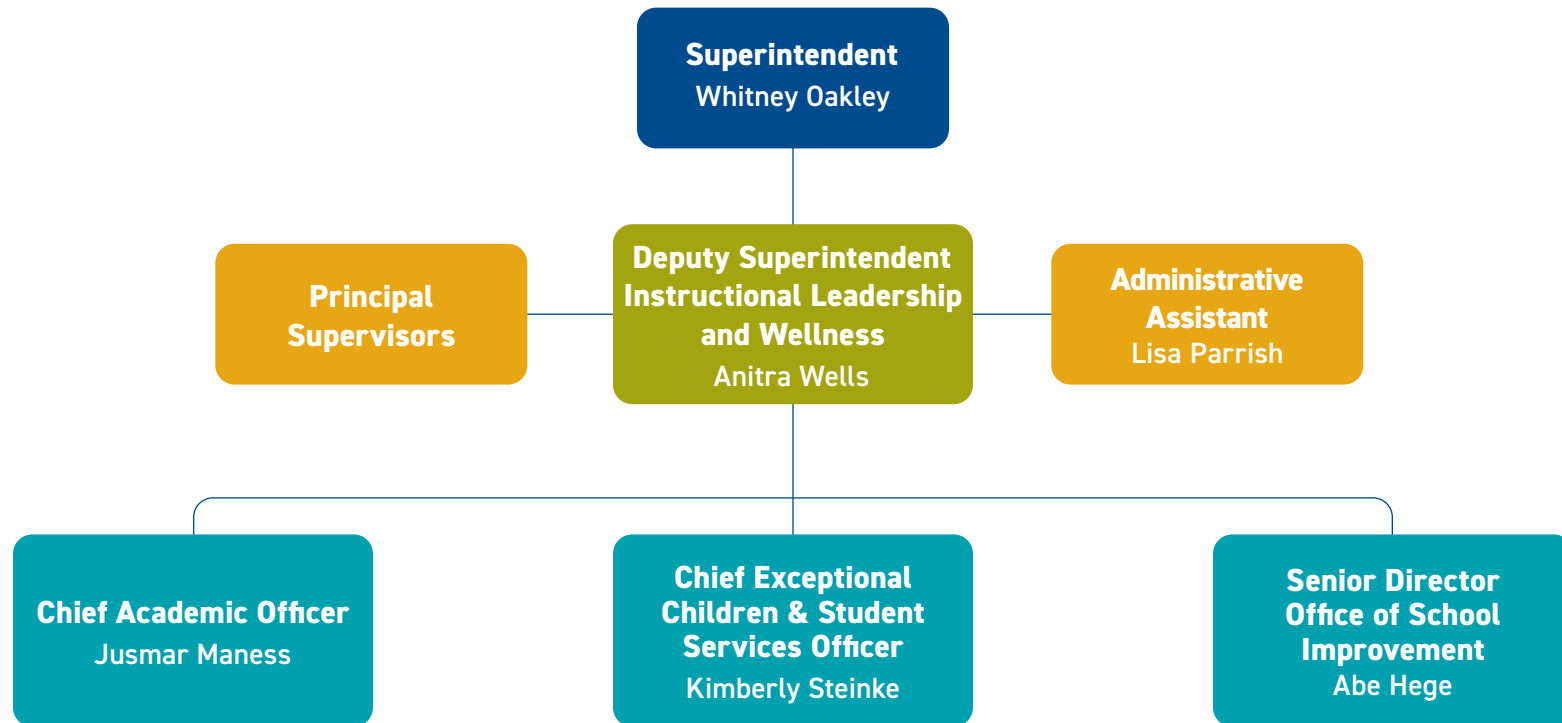 Superintendent
Whitney Oakley
Principal
Supervisors
Deputy Superintendent
Instructional Leadership
and Wellness
Anitra Wells
Administrative
Assistant
Lisa Parrish
Chief Academic Officer
Jusmar Maness
Chief Exceptional
Children & Student
Services Officer
Kimberly Steinke
Senior Director
Office of School
Improvement
Abe Hege